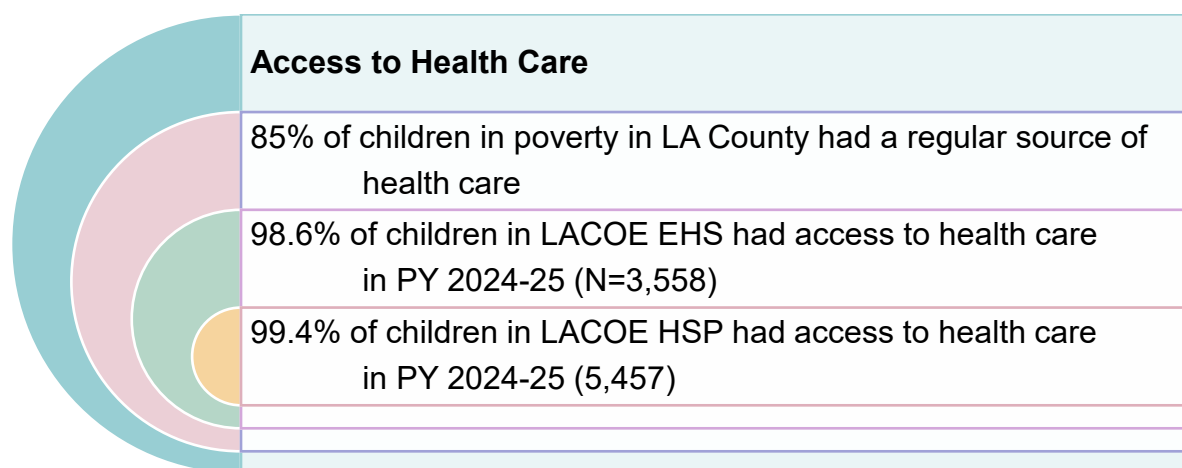 Access to Health Care
85% of children in poverty in LA County had a regular source of
health care
98.6% of children in LACOE EHS had access to health care
in PY 2024-25 (N=3,558)
99.4% of children in LACOE HSP had access to health care
in PY 2024-25 (5,457)